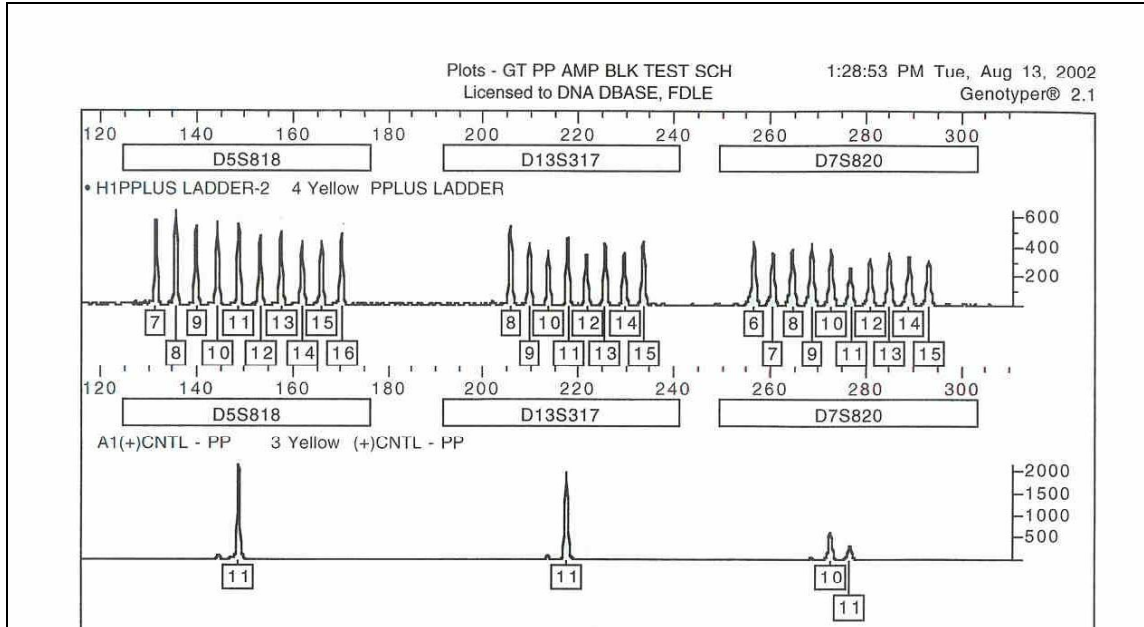 Plots - GT PP AMP BLK TEST SCH 1:28:53 PM Tue, Aug 13, 2002
Licensed to DNA DBASE, FDLE Genotyper® 2.1
120 140 160 180 200 220 240 260 280 300
D5S818 D13S317 D7S820
• H1PPLUS LADDER-2 4 Yellow PPLUS LADDER
600
400
200
7 9 11 13 15 8 10 12 14 6 8 10 12 14
8 10 12 14 16 9 11 13 15 7 9 11 13 15
120 140 160 180 200 220 240 260 280 300
D5S818 D13S317 D7S820
A1(+)CNTL - PP 3 Yellow (+)CNTL - PP
2000
1500
1000
500
11 11 10
11